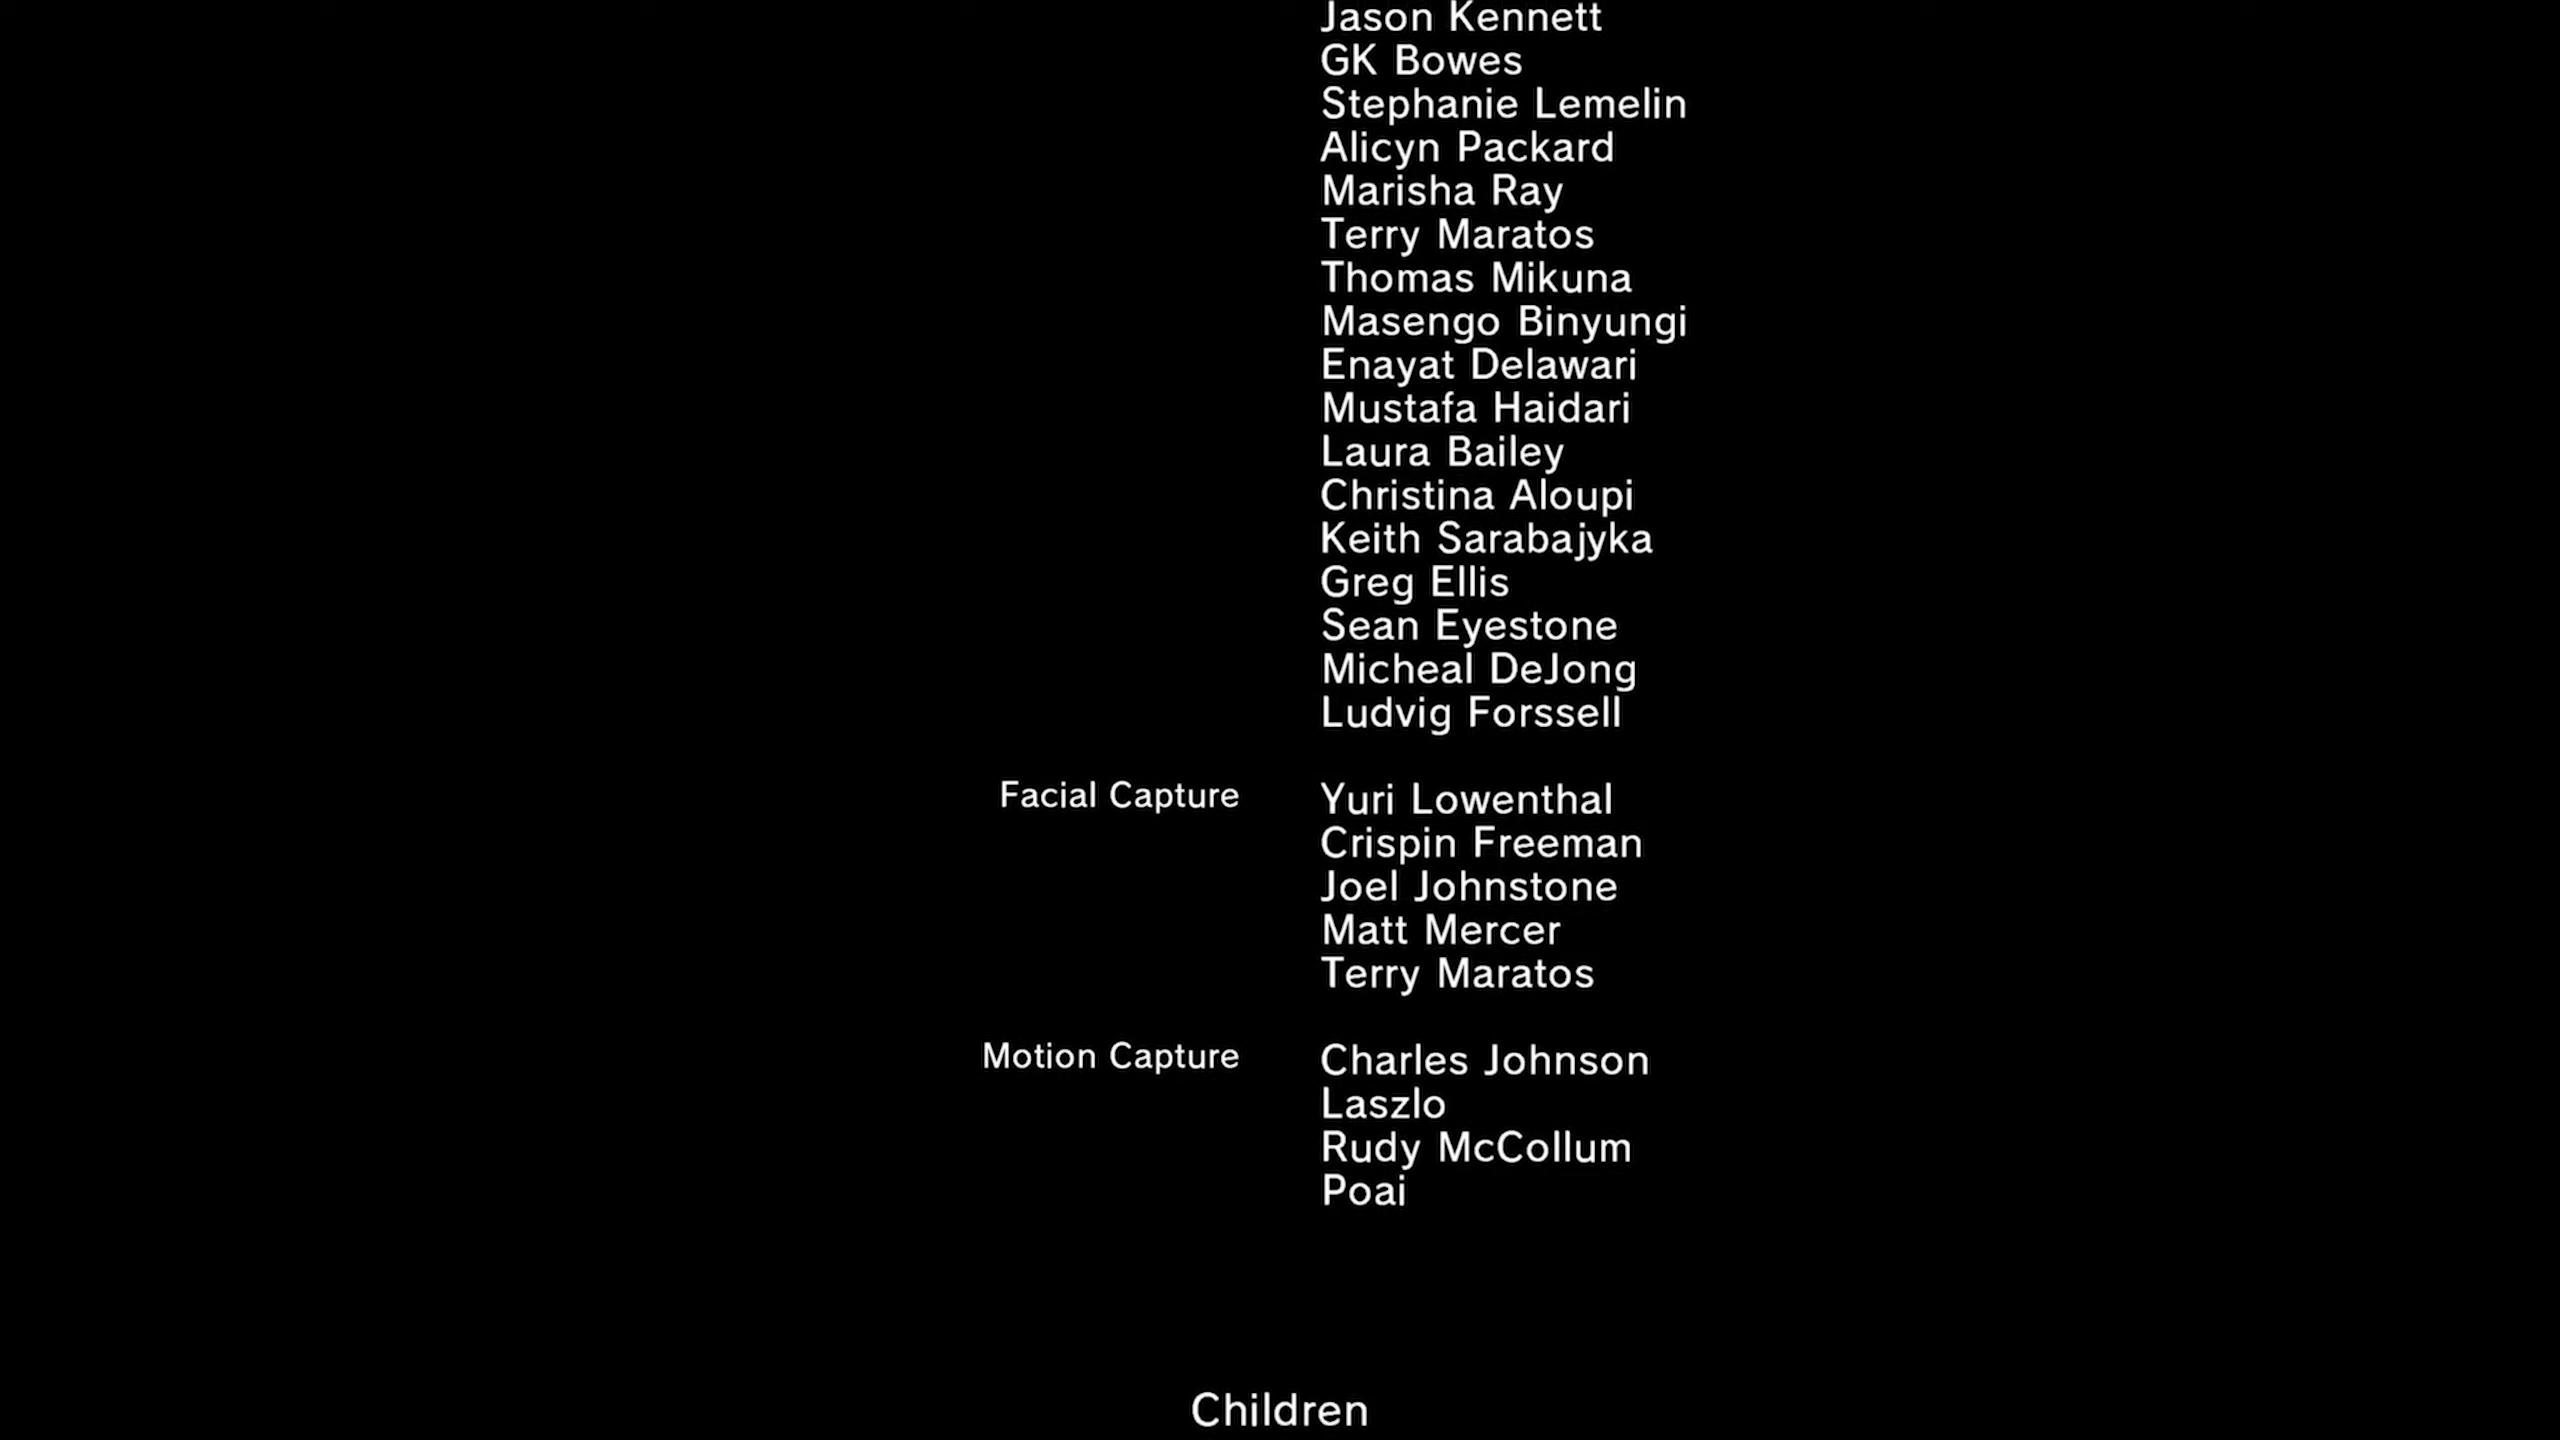 Jason Kennett
GK Bowes
Stephanie Lemelin
Alicyn Packard
Marisha Ray
Terry Maratos
Thomas Mikuna
Masengo Binyungi
Enayat Delawari
Mustafa Haidari
Laura Bailey
Christina Aloupi
Keith Sarabajyka
Greg Ellis
Sean Eyestone
Micheal DeJong
Ludvig Forssell
Facial Capture Yuri Lowenthal
Crispin Freeman
Joel Johnstone
Matt Mercer
Terry Maratos
Motion Capture Charles Johnson
Laszlo
Rudy McCollum
Poai
Children